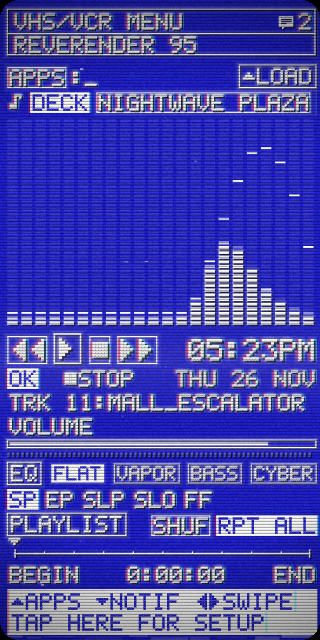 VHS/VCR MENU 2
REVERENDER 95
APPS:_ LOAD
DECK NIGHTWAVE PLAZA
05:23PM
OK STOP THU 26 NOV
TRK 11:MALL_ESCALATOR
VOLUME
EQ FLAT VAPOR BASS CYBER
SP EP SLP SLO FF
PLAYLIST SHUF RPT ALL
BEGIN 0:00:00 END
APPS NOTIF SWIPE
TAP HERE FOR SETUP